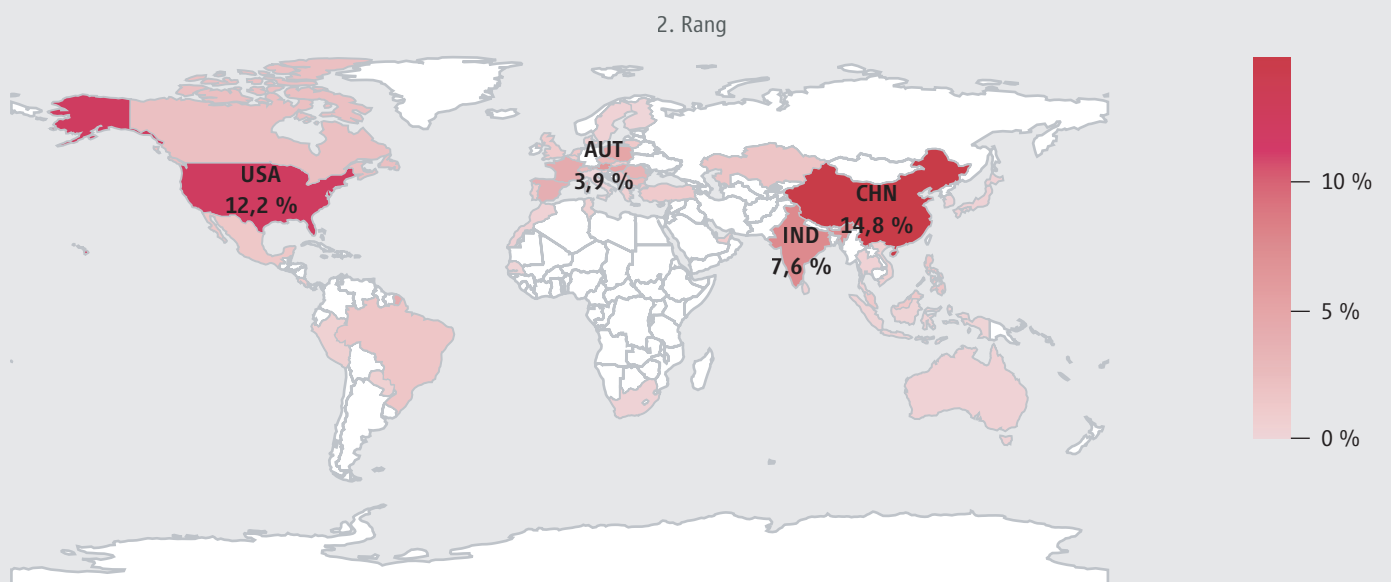 2. Rang
AUT
3,9 %
USA
12,2 %
CHN
14,8 %
IND
7,6 %
10 %
5 %
0 %